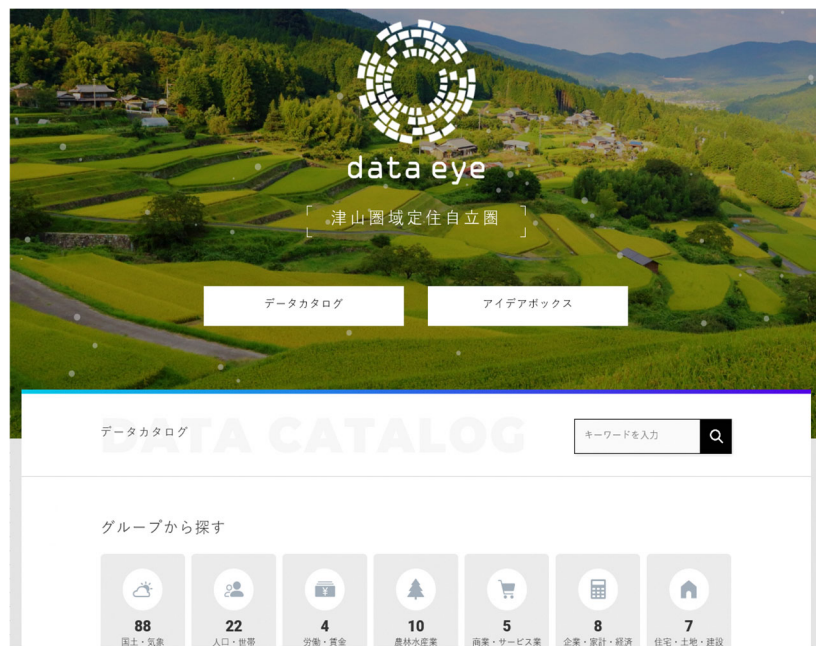 data eye
「津山圏域定住自立圏」
データカタログ
アイデアボックス
DATA CATALOG
データカタログ
キーワードを入力
グループから探す
88
国土・気象
22
人口・世帯
4
労働・賃金
10
農林水産業
5
商業・サービス業
8
企業・家計・経済
7
住宅・土地・建設